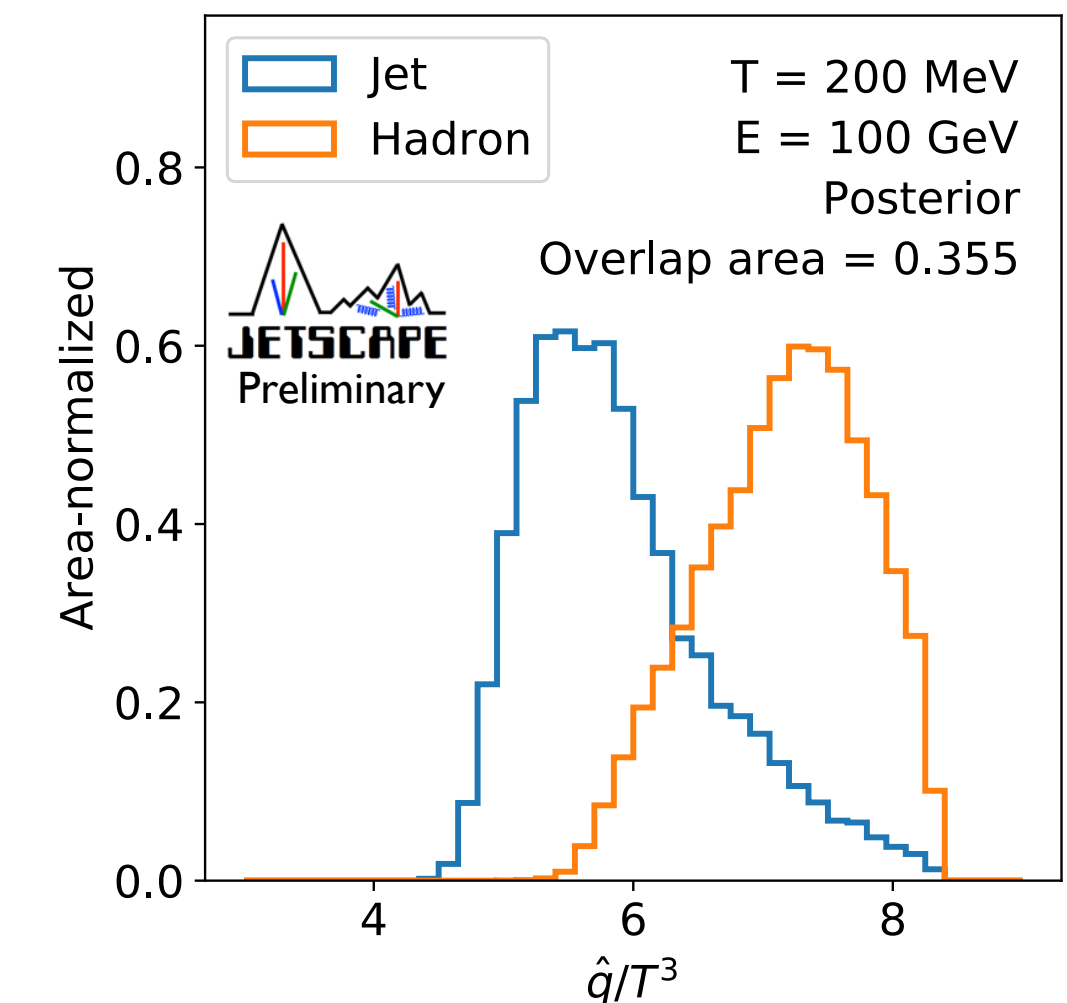 Jet
Hadron
T = 200 MeV
E = 100 GeV
Posterior
Overlap area = 0.355
JETSCAPE
Preliminary
Area-normalized
0.8
0.6
0.4
0.2
0.0
4 6 8
q̂/T³